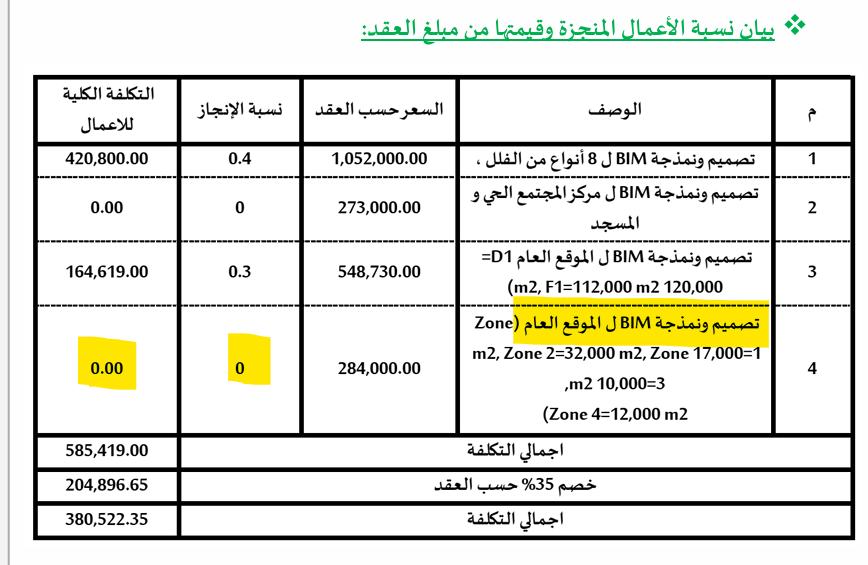 ❖ بيان نسبة الأعمال المنجزة وقيمتها من مبلغ العقد:
م
الوصف
السعر حسب العقد
نسبة الإنجاز
التكلفة الكلية
للاعمال
1
تصميم ونمذجة BIM ل 8 أنواع من الفلل ،
1,052,000.00
0.4
420,800.00
2
تصميم ونمذجة BIM ل مركز المجتمع الحي و
المسجد
273,000.00
0
0.00
3
تصميم ونمذجة BIM ل الموقع العام D1=
120,000 m2, F1=112,000 m2)
548,730.00
0.3
164,619.00
4
تصميم ونمذجة BIM ل الموقع العام (Zone
1=17,000 m2, Zone 2=32,000 m2, Zone
3=10,000 m2,
Zone 4=12,000 m2)
284,000.00
0
0.00
اجمالي التكلفة
585,419.00
خصم 35% حسب العقد
204,896.65
اجمالي التكلفة
380,522.35